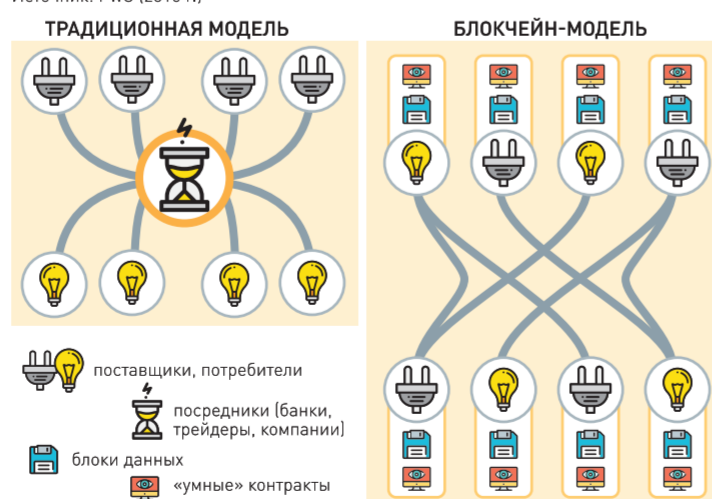 ТРАДИЦИОННАЯ МОДЕЛЬ
БЛОКЧЕЙН-МОДЕЛЬ
поставщики, потребители
посредники (банки,
трейдеры, компании)
блоки данных
«умные» контракты